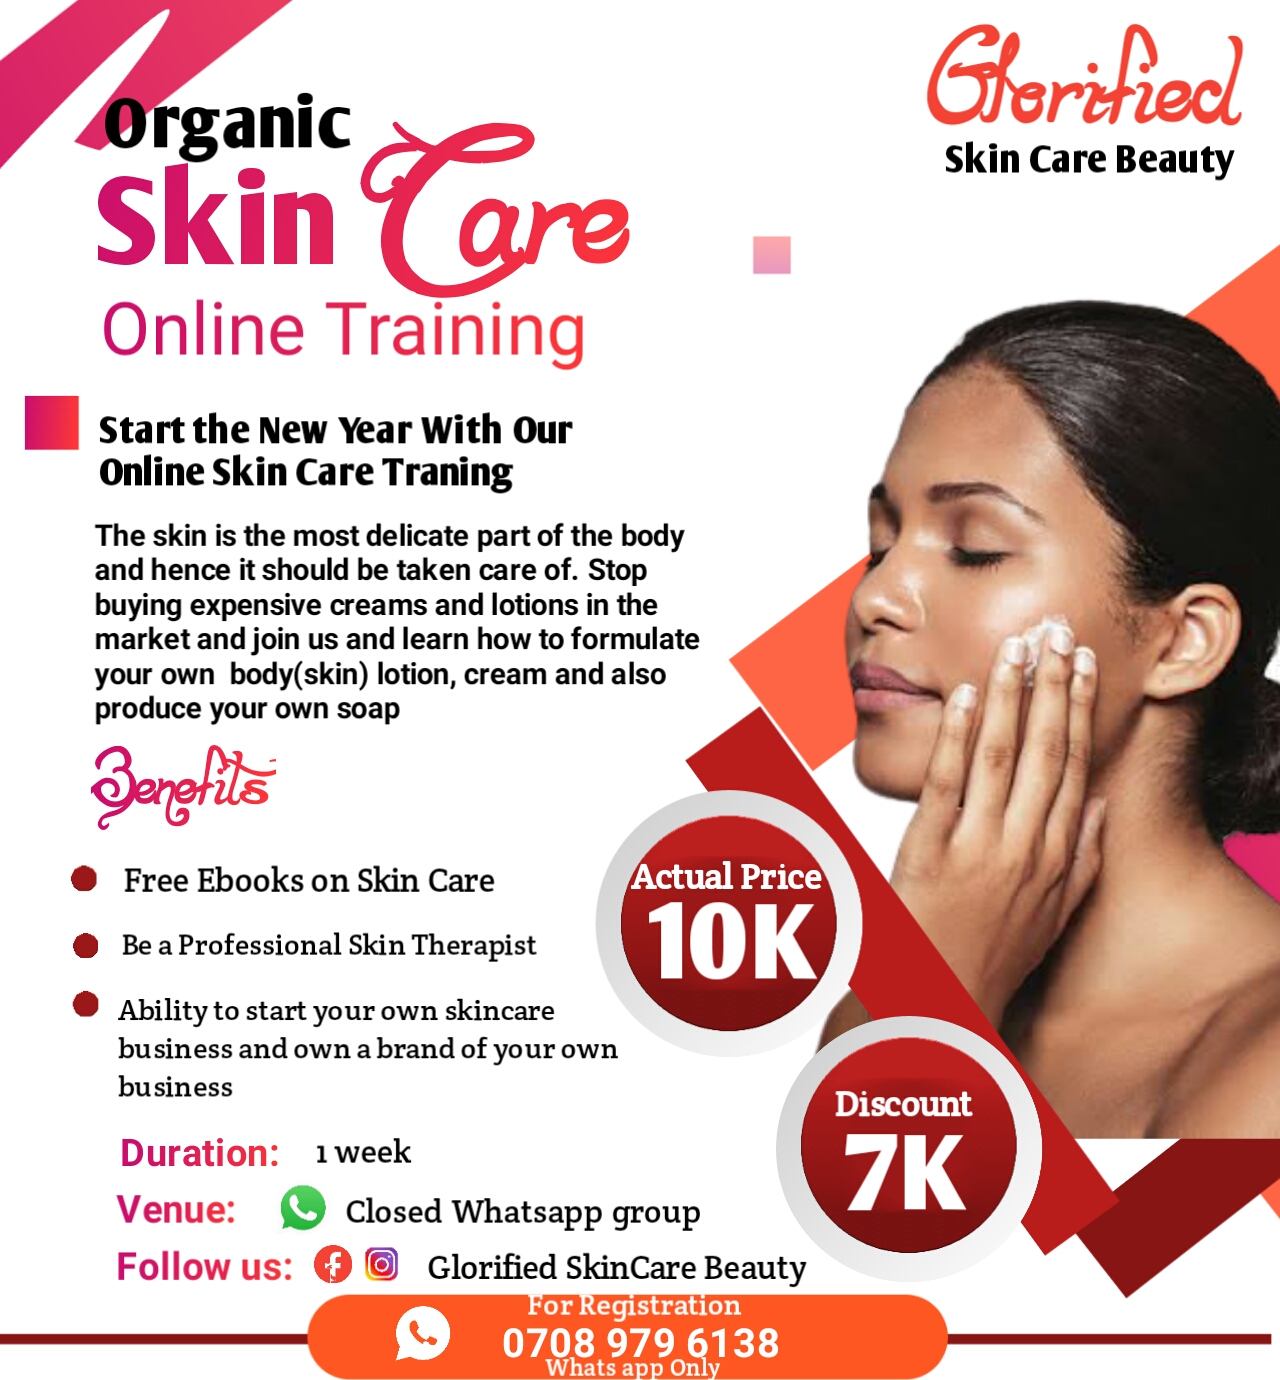 Glorified
Skin Care Beauty
Organic
Skin Care
Online Training
Start the New Year With Our
Online Skin Care Traning
The skin is the most delicate part of the body
and hence it should be taken care of. Stop
buying expensive creams and lotions in the
market and join us and learn how to formulate
your own body(skin) lotion, cream and also
produce your own soap
Benefits
Free Ebooks on Skin Care
Be a Professional Skin Therapist
Ability to start your own skincare
business and own a brand of your own
business
Actual Price
10K
Discount
7K
Duration: 1 week
Venue: Closed Whatsapp group
Follow us: Glorified SkinCare Beauty
For Registration
0708 979 6138
Whats app Only